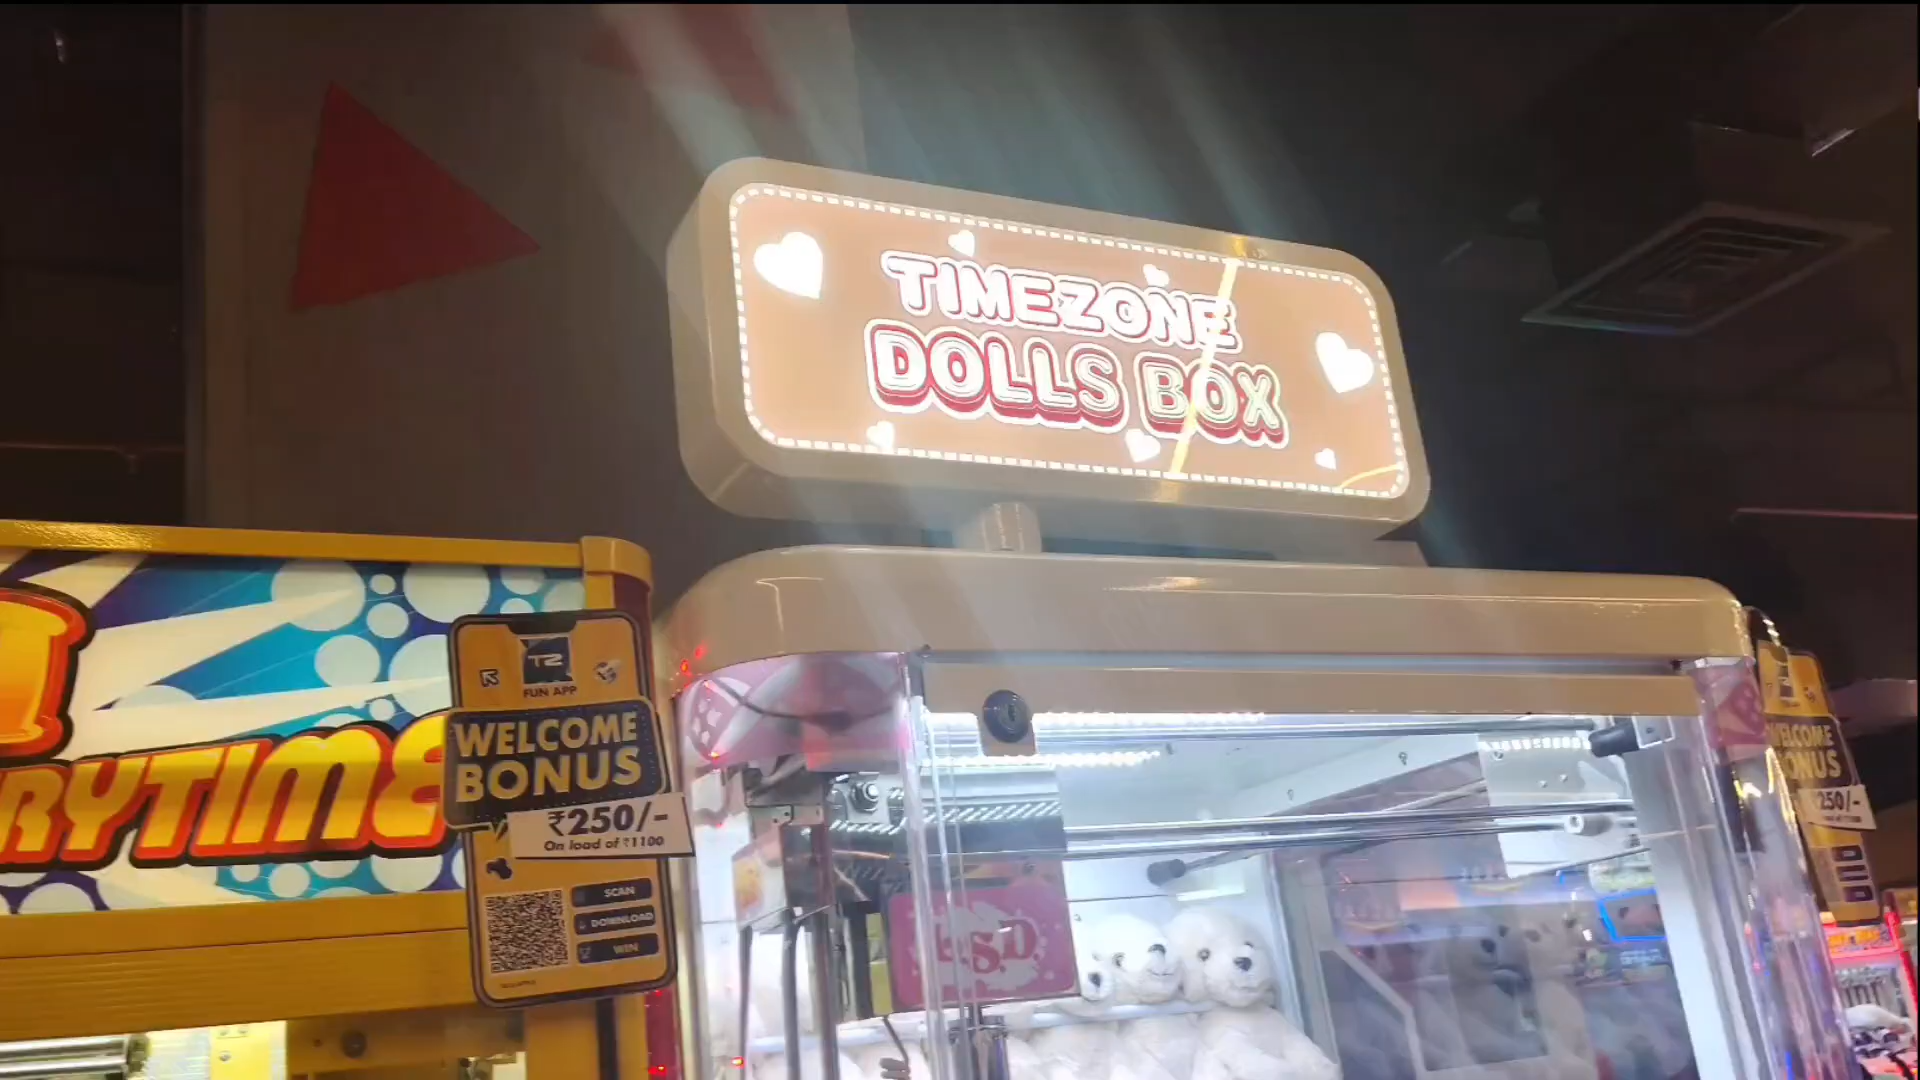 TIMEZONE
DOLLS BOX
RYTIME
TZ
FUN APP
WELCOME
BONUS
₹250/-
On load of ₹1100
SCAN
DOWNLOAD
WIN
B.S.D.
WELCOME
BONUS
₹250/-